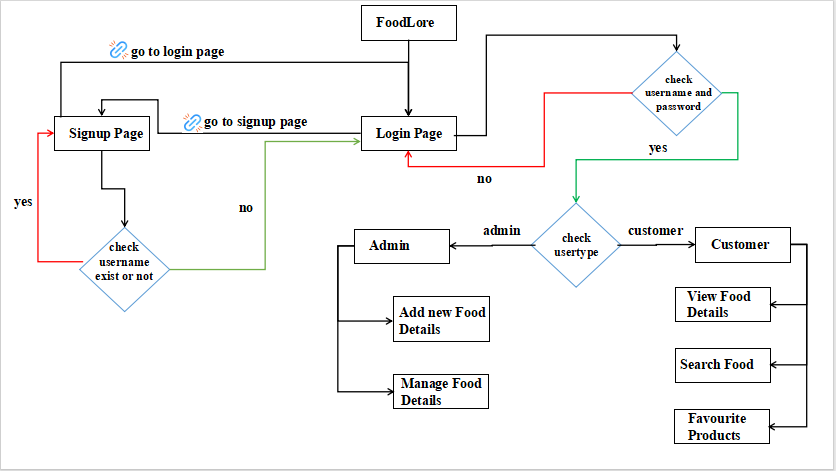 FoodLore
go to login page
check
username and
password
go to signup page
Signup Page
Login Page
yes
no
yes
no
admin
customer
check
username
exist or not
Admin
check
usertype
Customer
View Food
Details
Add new Food
Details
Search Food
Manage Food
Details
Favourite
Products